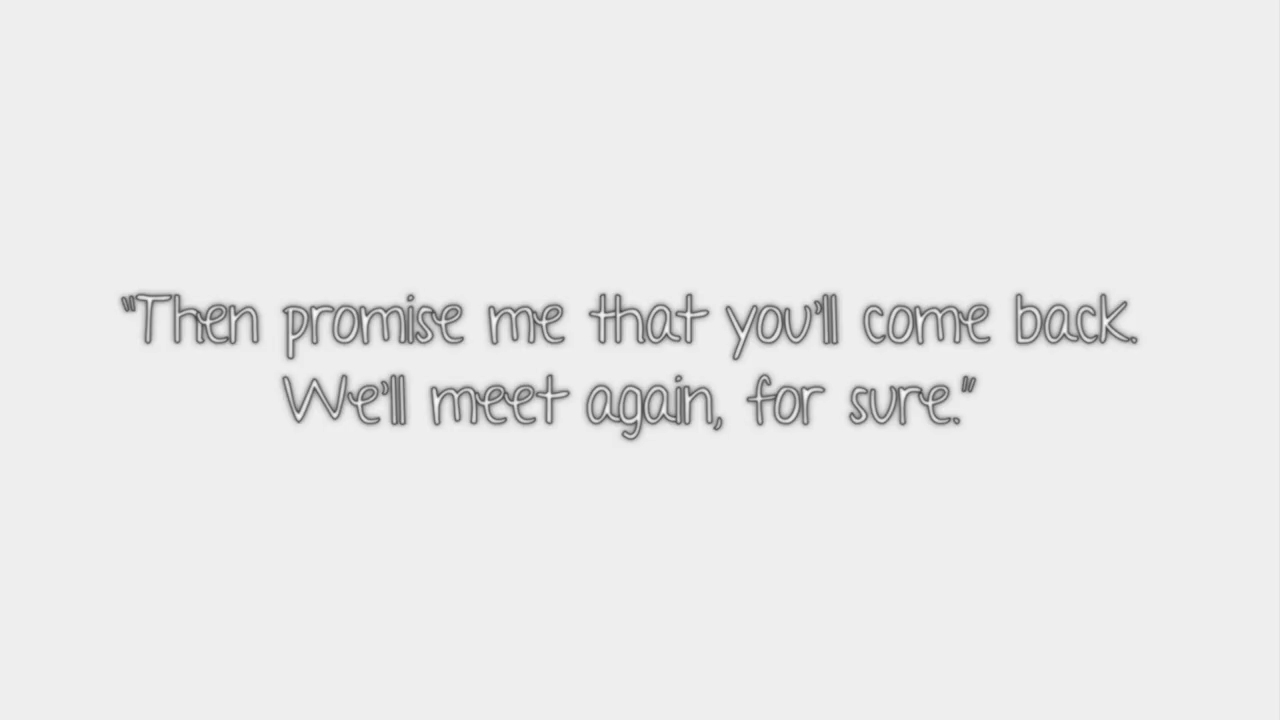 "Then promise me that you'll come back.
We'll meet again, for sure."